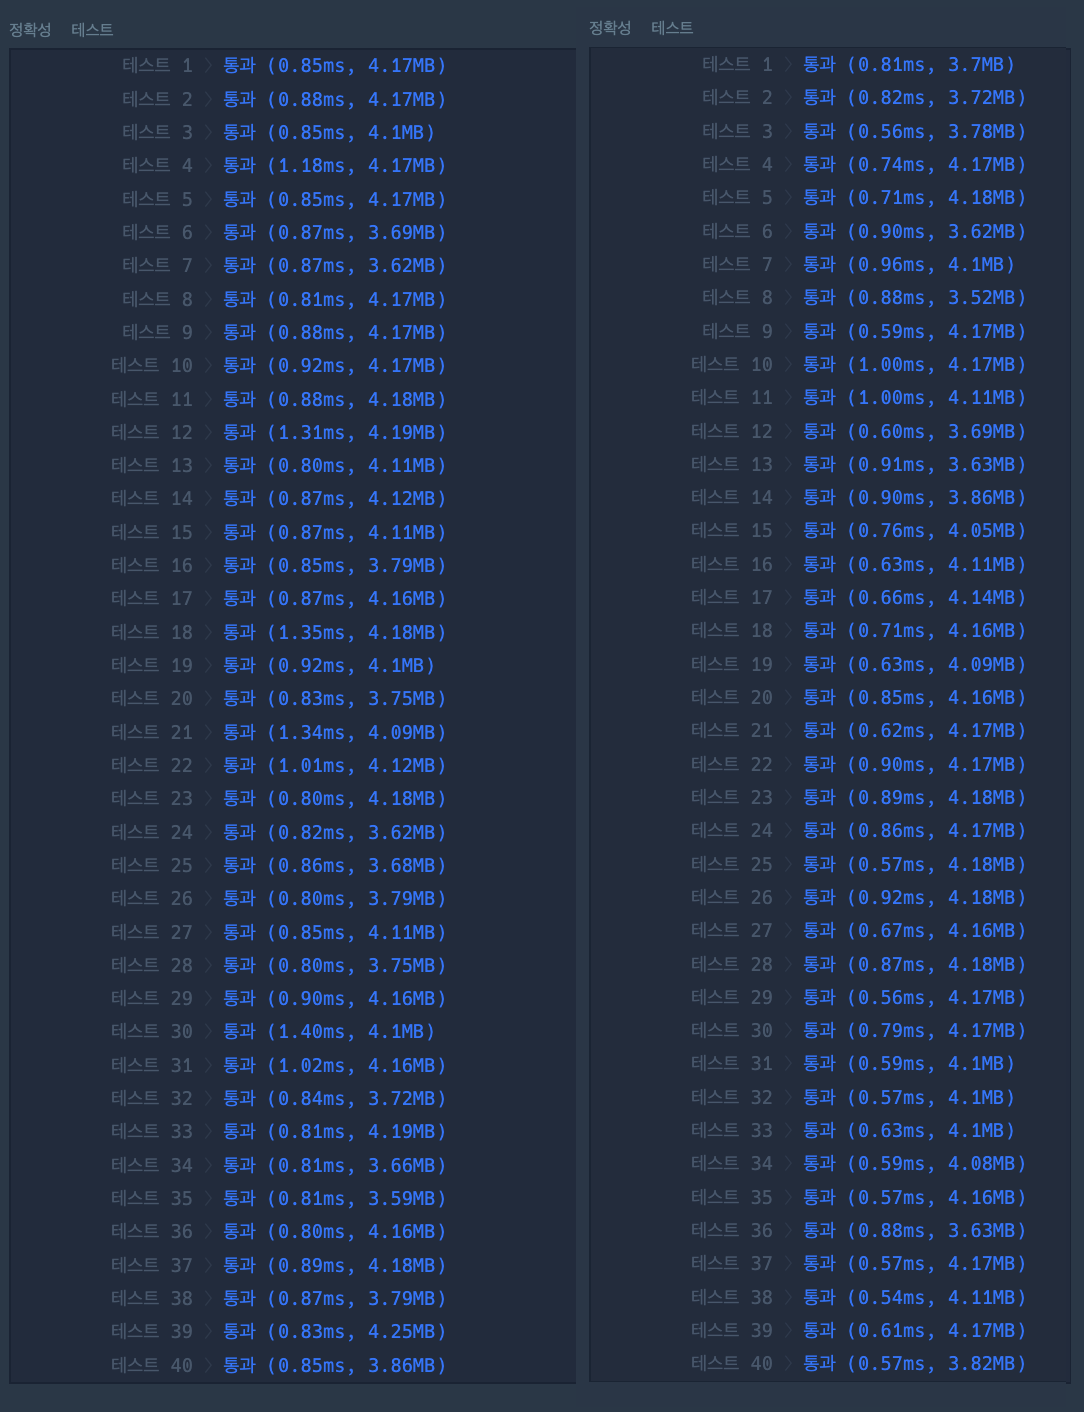 정확성 테스트
테스트 1 〉 통과 (0.85ms, 4.17MB)
테스트 2 〉 통과 (0.88ms, 4.17MB)
테스트 3 〉 통과 (0.85ms, 4.1MB)
테스트 4 〉 통과 (1.18ms, 4.17MB)
테스트 5 〉 통과 (0.85ms, 4.17MB)
테스트 6 〉 통과 (0.87ms, 3.69MB)
테스트 7 〉 통과 (0.87ms, 3.62MB)
테스트 8 〉 통과 (0.81ms, 4.17MB)
테스트 9 〉 통과 (0.88ms, 4.17MB)
테스트 10 〉 통과 (0.92ms, 4.17MB)
테스트 11 〉 통과 (0.88ms, 4.18MB)
테스트 12 〉 통과 (1.31ms, 4.19MB)
테스트 13 〉 통과 (0.80ms, 4.11MB)
테스트 14 〉 통과 (0.87ms, 4.12MB)
테스트 15 〉 통과 (0.87ms, 4.11MB)
테스트 16 〉 통과 (0.85ms, 3.79MB)
테스트 17 〉 통과 (0.87ms, 4.16MB)
테스트 18 〉 통과 (1.35ms, 4.18MB)
테스트 19 〉 통과 (0.92ms, 4.1MB)
테스트 20 〉 통과 (0.83ms, 3.75MB)
테스트 21 〉 통과 (1.34ms, 4.09MB)
테스트 22 〉 통과 (1.01ms, 4.12MB)
테스트 23 〉 통과 (0.80ms, 4.18MB)
테스트 24 〉 통과 (0.82ms, 3.62MB)
테스트 25 〉 통과 (0.86ms, 3.68MB)
테스트 26 〉 통과 (0.80ms, 3.79MB)
테스트 27 〉 통과 (0.85ms, 4.11MB)
테스트 28 〉 통과 (0.80ms, 3.75MB)
테스트 29 〉 통과 (0.90ms, 4.16MB)
테스트 30 〉 통과 (1.40ms, 4.1MB)
테스트 31 〉 통과 (1.02ms, 4.16MB)
테스트 32 〉 통과 (0.84ms, 3.72MB)
테스트 33 〉 통과 (0.81ms, 4.19MB)
테스트 34 〉 통과 (0.81ms, 3.66MB)
테스트 35 〉 통과 (0.81ms, 3.59MB)
테스트 36 〉 통과 (0.80ms, 4.16MB)
테스트 37 〉 통과 (0.89ms, 4.18MB)
테스트 38 〉 통과 (0.87ms, 3.79MB)
테스트 39 〉 통과 (0.83ms, 4.25MB)
테스트 40 〉 통과 (0.85ms, 3.86MB)
정확성 테스트
테스트 1 〉 통과 (0.81ms, 3.7MB)
테스트 2 〉 통과 (0.82ms, 3.72MB)
테스트 3 〉 통과 (0.56ms, 3.78MB)
테스트 4 〉 통과 (0.74ms, 4.17MB)
테스트 5 〉 통과 (0.71ms, 4.18MB)
테스트 6 〉 통과 (0.90ms, 3.62MB)
테스트 7 〉 통과 (0.96ms, 4.1MB)
테스트 8 〉 통과 (0.88ms, 3.52MB)
테스트 9 〉 통과 (0.59ms, 4.17MB)
테스트 10 〉 통과 (1.00ms, 4.17MB)
테스트 11 〉 통과 (1.00ms, 4.11MB)
테스트 12 〉 통과 (0.60ms, 3.69MB)
테스트 13 〉 통과 (0.91ms, 3.63MB)
테스트 14 〉 통과 (0.90ms, 3.86MB)
테스트 15 〉 통과 (0.76ms, 4.05MB)
테스트 16 〉 통과 (0.63ms, 4.11MB)
테스트 17 〉 통과 (0.66ms, 4.14MB)
테스트 18 〉 통과 (0.71ms, 4.16MB)
테스트 19 〉 통과 (0.63ms, 4.09MB)
테스트 20 〉 통과 (0.85ms, 4.16MB)
테스트 21 〉 통과 (0.62ms, 4.17MB)
테스트 22 〉 통과 (0.90ms, 4.17MB)
테스트 23 〉 통과 (0.89ms, 4.18MB)
테스트 24 〉 통과 (0.86ms, 4.17MB)
테스트 25 〉 통과 (0.57ms, 4.18MB)
테스트 26 〉 통과 (0.92ms, 4.18MB)
테스트 27 〉 통과 (0.67ms, 4.16MB)
테스트 28 〉 통과 (0.87ms, 4.18MB)
테스트 29 〉 통과 (0.56ms, 4.17MB)
테스트 30 〉 통과 (0.79ms, 4.17MB)
테스트 31 〉 통과 (0.59ms, 4.1MB)
테스트 32 〉 통과 (0.57ms, 4.1MB)
테스트 33 〉 통과 (0.63ms, 4.1MB)
테스트 34 〉 통과 (0.59ms, 4.08MB)
테스트 35 〉 통과 (0.57ms, 4.16MB)
테스트 36 〉 통과 (0.88ms, 3.63MB)
테스트 37 〉 통과 (0.57ms, 4.17MB)
테스트 38 〉 통과 (0.54ms, 4.11MB)
테스트 39 〉 통과 (0.61ms, 4.17MB)
테스트 40 〉 통과 (0.57ms, 3.82MB)